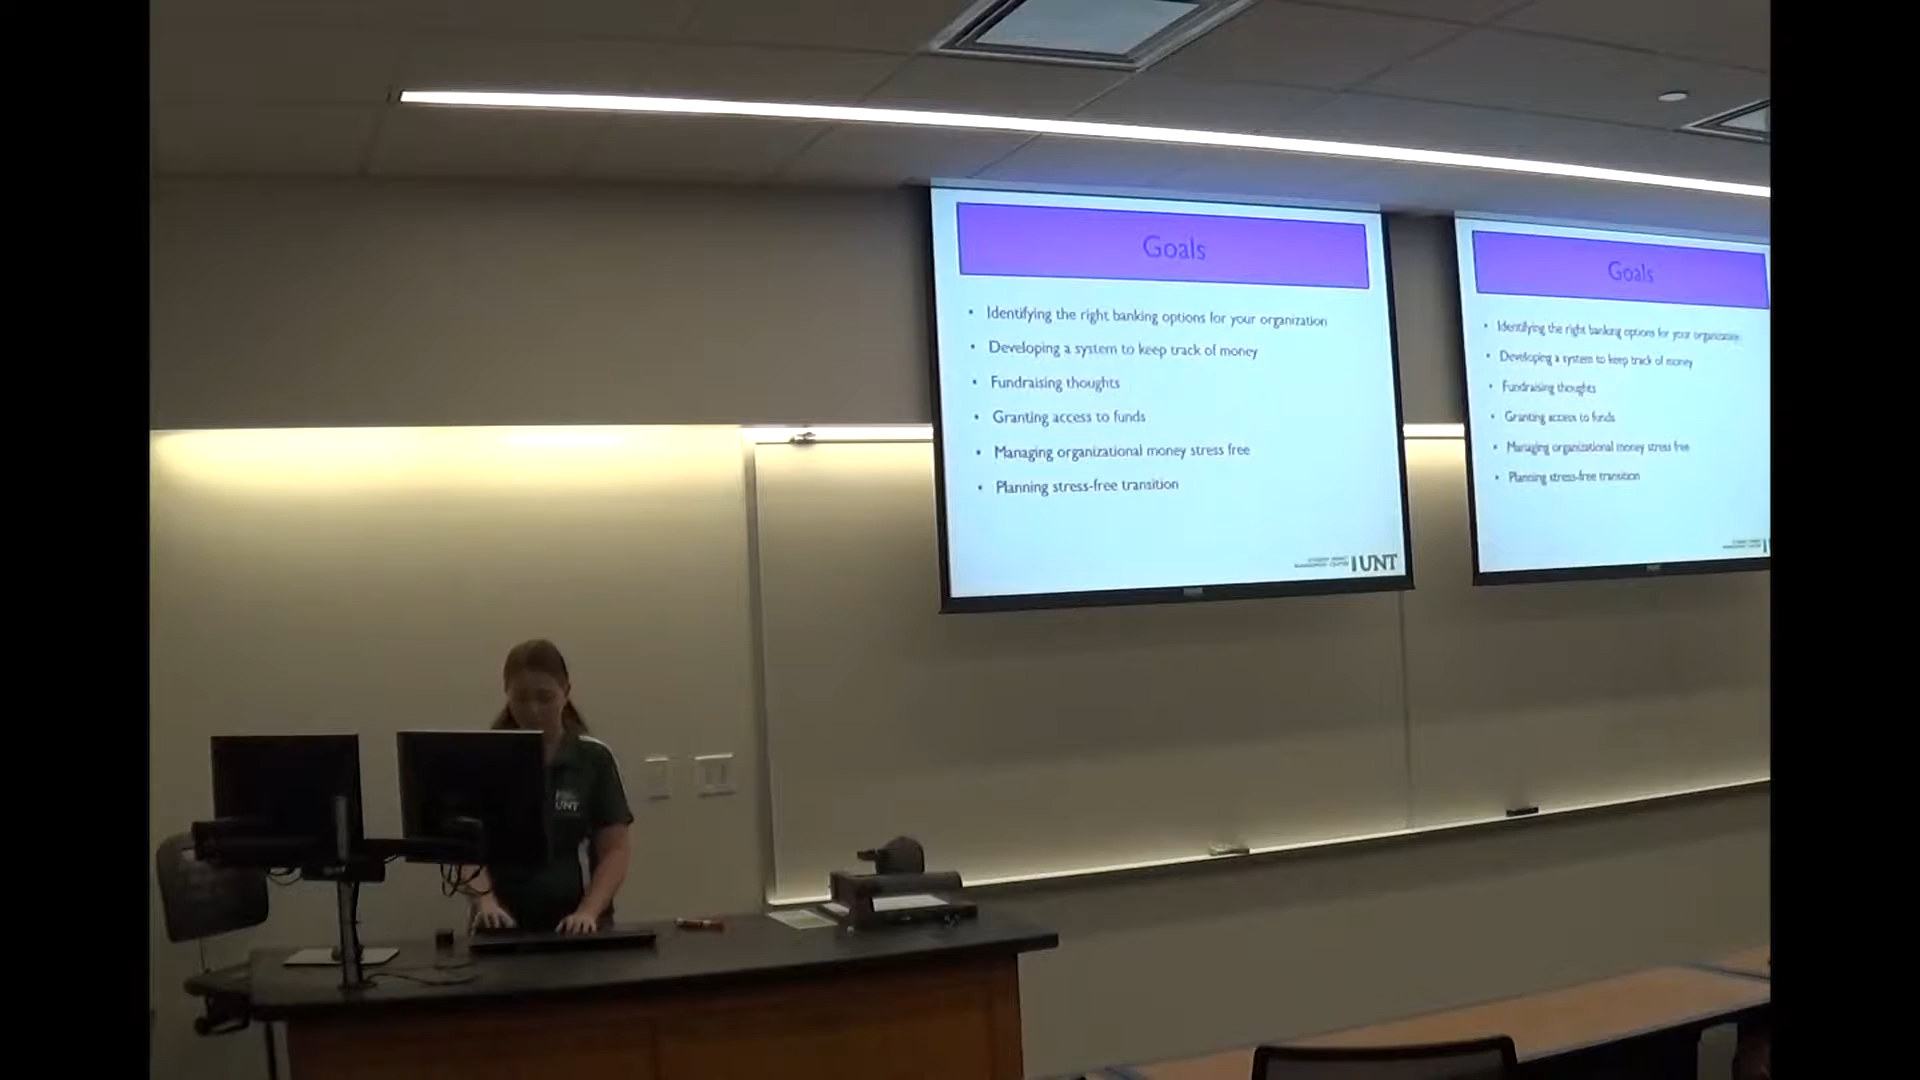 Goals
• Identifying the right banking options for your organization
• Developing a system to keep track of money
• Fundraising thoughts
• Granting access to funds
• Managing organizational money stress free
• Planning stress-free transition
UNT
Goals
• Identifying the right banking options for your organization
• Developing a system to keep track of money
• Fundraising thoughts
• Granting access to funds
• Managing organizational money stress free
• Planning stress-free transition
UNT